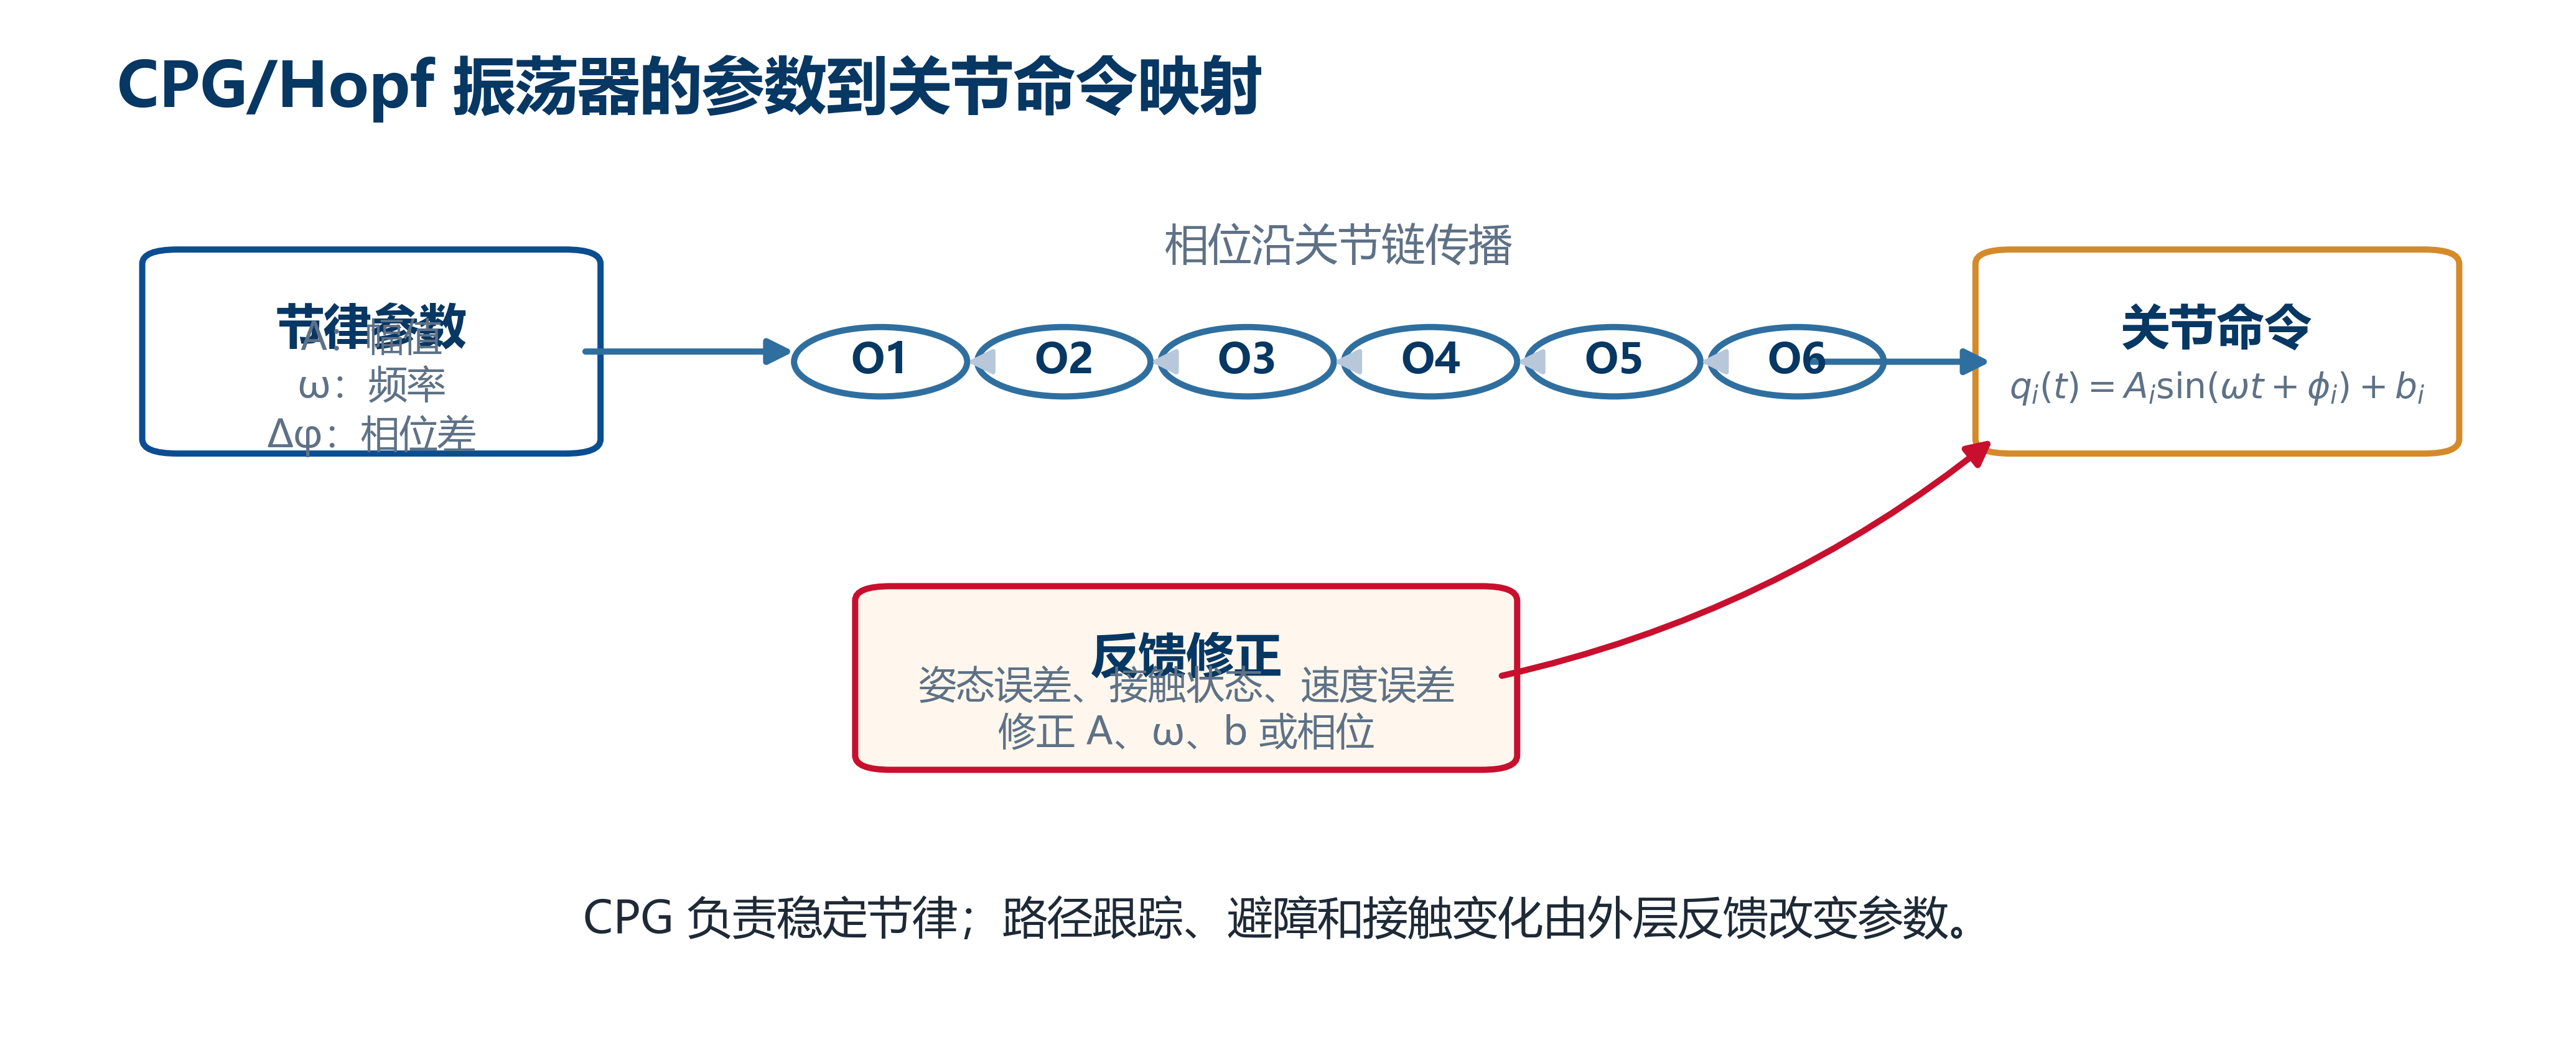 CPG/Hopf 振荡器的参数到关节命令映射
相位沿关节链传播
节律参数
A：幅值
ω：频率
Δφ：相位差
O1
O2
O3
O4
O5
O6
关节命令
qᵢ(t) = Aᵢsin(ωt + ϕᵢ) + bᵢ
反馈修正
姿态误差、接触状态、速度误差
修正 A、ω、b 或相位
CPG 负责稳定节律；路径跟踪、避障和接触变化由外层反馈改变参数。